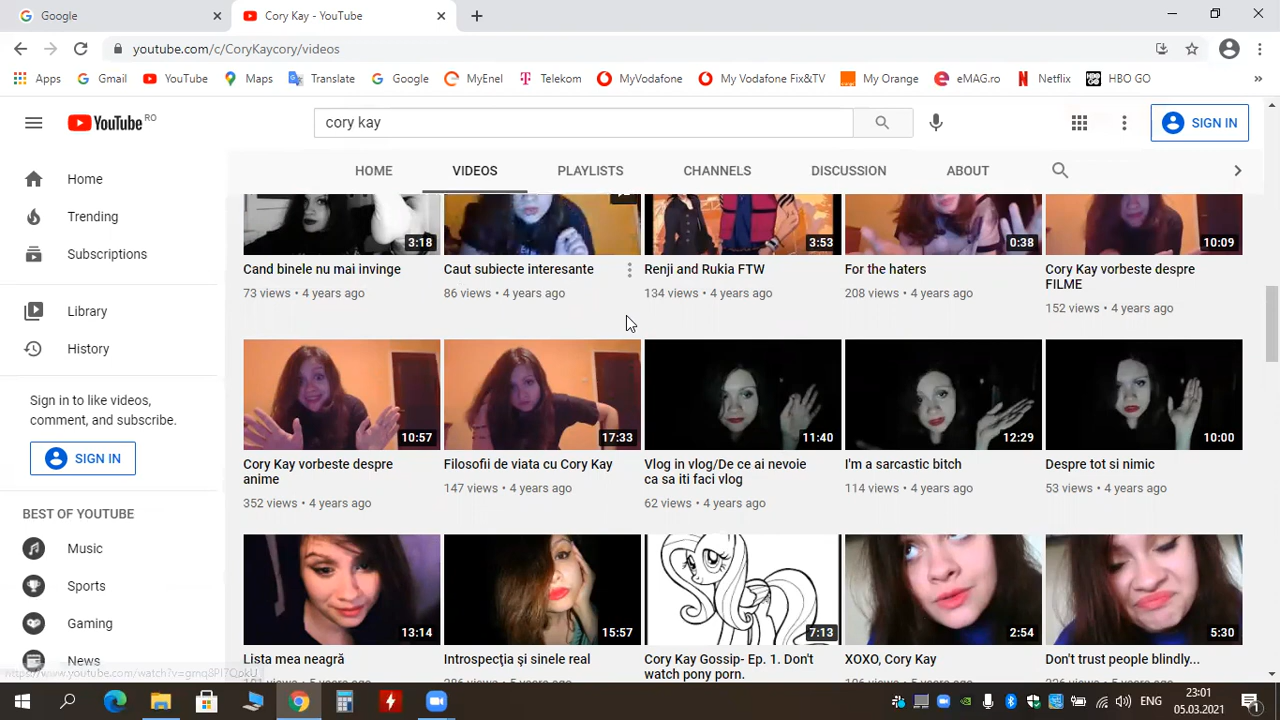 Google
Cory Kay - YouTube
youtube.com/c/CoryKaycory/videos
Apps Gmail YouTube Maps Translate Google MyEnel Telekom MyVodafone My Vodafone Fix&TV My Orange eMAG.ro Netflix HBO GO »
YouTube RO
cory kay
SIGN IN
HOME VIDEOS PLAYLISTS CHANNELS DISCUSSION ABOUT
Home
Trending
Subscriptions
Library
History
Sign in to like videos,
comment, and subscribe.
SIGN IN
BEST OF YOUTUBE
Music
Sports
Gaming
News
3:18
Cand binele nu mai invinge
73 views • 4 years ago
Caut subiecte interesante
86 views • 4 years ago
3:53
Renji and Rukia FTW
134 views • 4 years ago
0:38
For the haters
208 views • 4 years ago
10:09
Cory Kay vorbeste despre
FILME
152 views • 4 years ago
10:57
Cory Kay vorbeste despre
anime
352 views • 4 years ago
17:33
Filosofii de viata cu Cory Kay
147 views • 4 years ago
11:40
Vlog in vlog/De ce ai nevoie
ca sa iti faci vlog
62 views • 4 years ago
12:29
I'm a sarcastic bitch
114 views • 4 years ago
10:00
Despre tot si nimic
53 views • 4 years ago
13:14
Lista mea neagră
15:57
Introspecţia şi sinele real
7:13
Cory Kay Gossip- Ep. 1. Don't
watch pony porn.
2:54
XOXO, Cory Kay
5:30
Don't trust people blindly...
ENG
23:01
05.03.2021
1